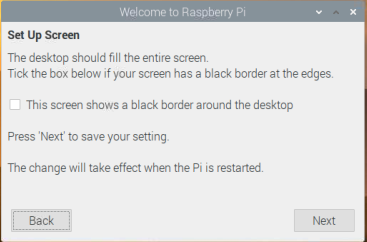 Welcome to Raspberry Pi
Set Up Screen
The desktop should fill the entire screen.
Tick the box below if your screen has a black border at the edges.
This screen shows a black border around the desktop
Press 'Next' to save your setting.
The change will take effect when the Pi is restarted.
Back
Next